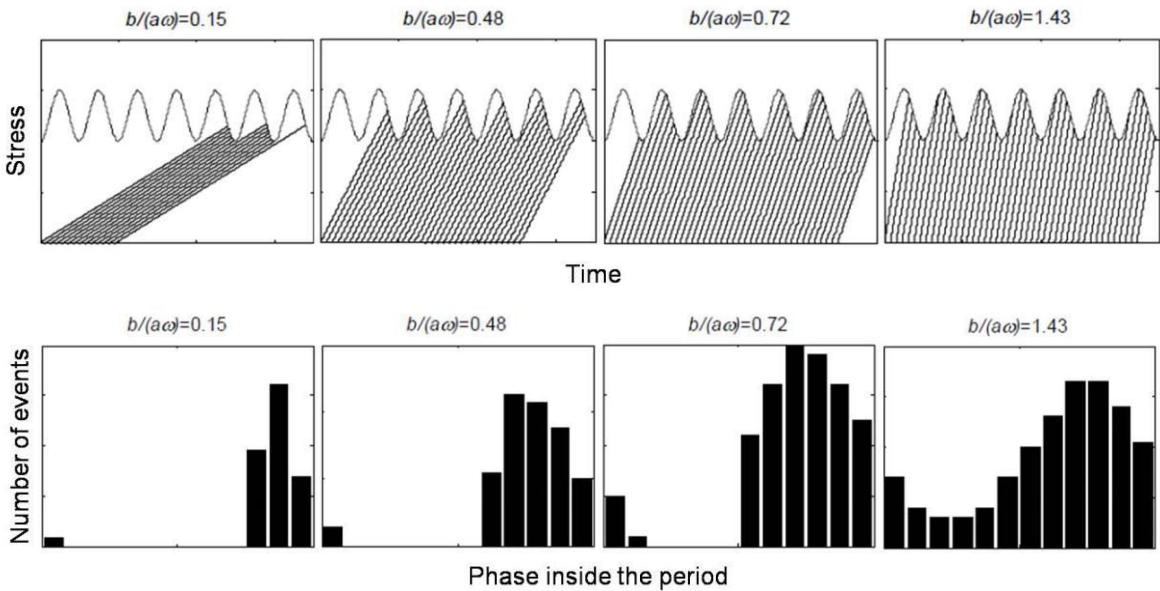 b/(aω)=0.15 b/(aω)=0.48 b/(aω)=0.72 b/(aω)=1.43
Stress
Time
b/(aω)=0.15 b/(aω)=0.48 b/(aω)=0.72 b/(aω)=1.43
Number of events
Phase inside the period